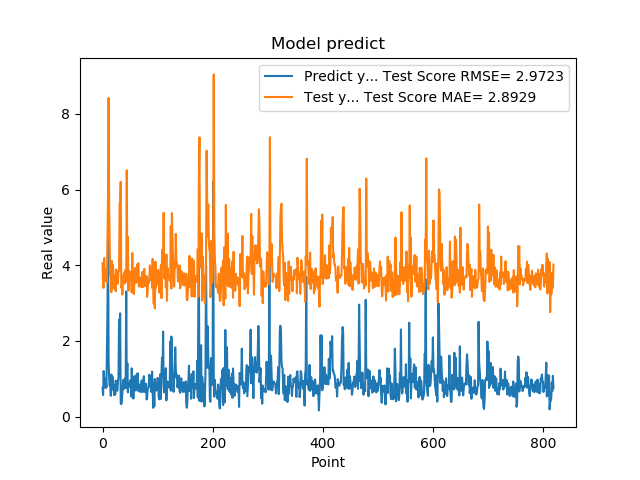 Model predict
Predict y... Test Score RMSE= 2.9723
Test y... Test Score MAE= 2.8929
Real value
8
6
4
2
0
0 200 400 600 800
Point